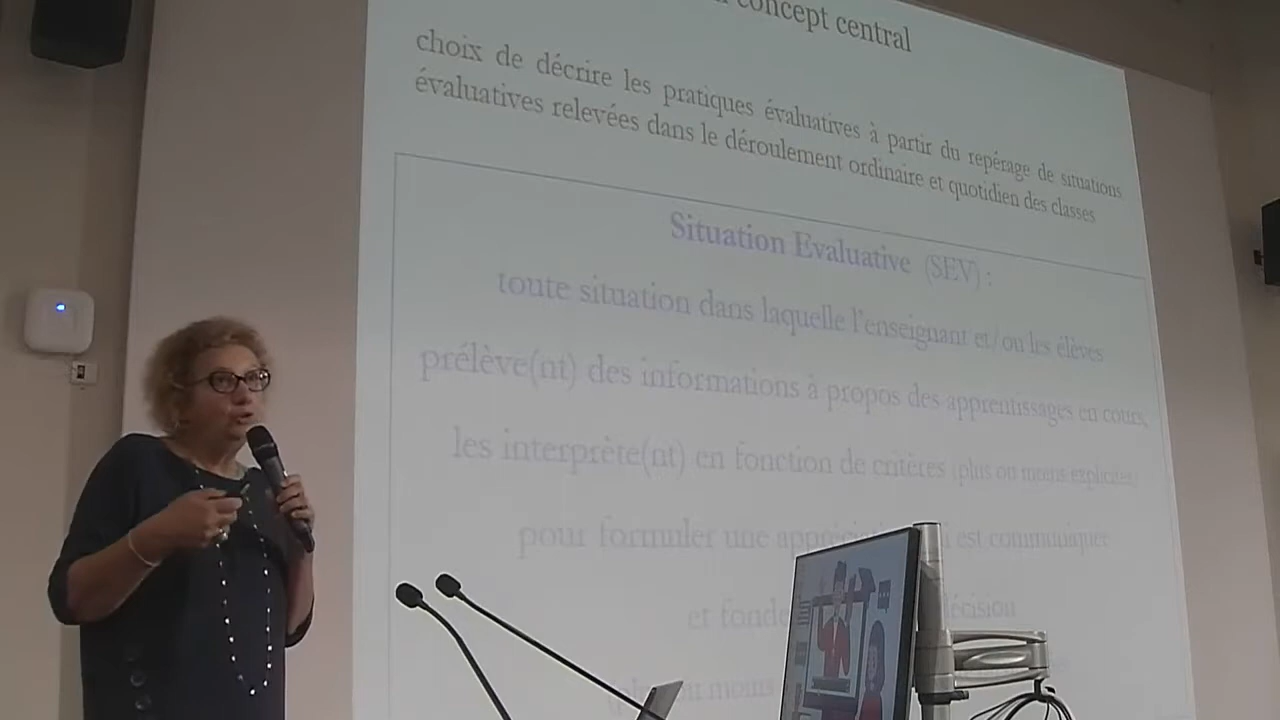 concept central
choix de décrire les pratiques évaluatives à partir du repérage de situations
évaluatives relevées dans le déroulement ordinaire et quotidien des classes
Situation Evaluative (SEV) :
toute situation dans laquelle l'enseignant et/ou les élèves
prélève(nt) des informations à propos des apprentissages en cours,
les interprète(nt) en fonction de critères (plus ou moins explicites)
pour formuler une est communiquée
et
moins